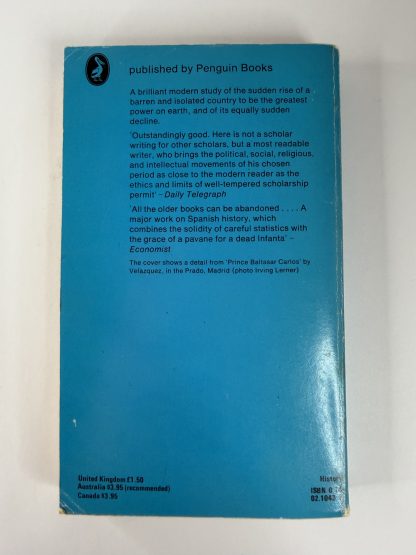 published by Penguin Books
A brilliant modern study of the sudden rise of a
barren and isolated country to be the greatest
power on earth, and of its equally sudden
decline.
'Outstandingly good. Here is not a scholar
writing for other scholars, but a most readable
writer, who brings the political, social, religious,
and intellectual movements of his chosen
period as close to the modern reader as the
ethics and limits of well-tempered scholarship
permit' – Daily Telegraph
'All the older books can be abandoned . . . . A
major work on Spanish history, which
combines the solidity of careful statistics with
the grace of a pavane for a dead Infanta' –
Economist
The cover shows a detail from 'Prince Baltasar Carlos' by
Velazquez, in the Prado, Madrid (photo Irving Lerner)
United Kingdom £1.50
Australia $3.95 (recommended)
Canada $3.95
History
ISBN 0
02.1043